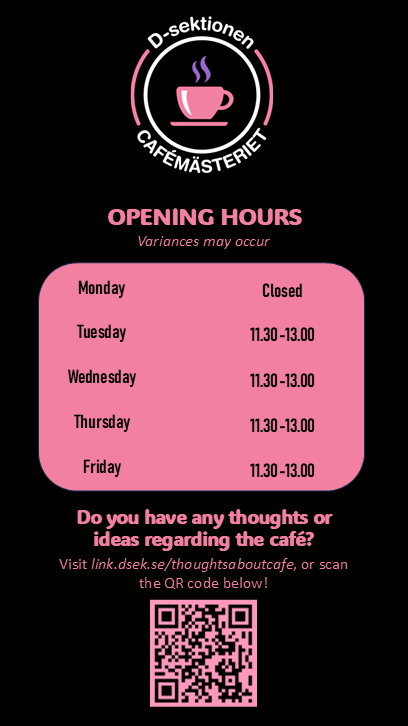 D-sektionen
CAFÉMÄSTERIET
OPENING HOURS
Variances may occur
Monday Closed
Tuesday 11.30-13.00
Wednesday 11.30-13.00
Thursday 11.30-13.00
Friday 11.30-13.00
Do you have any thoughts or
ideas regarding the café?
Visit link.dsek.se/thoughtsaboutcafe, or scan
the QR code below!